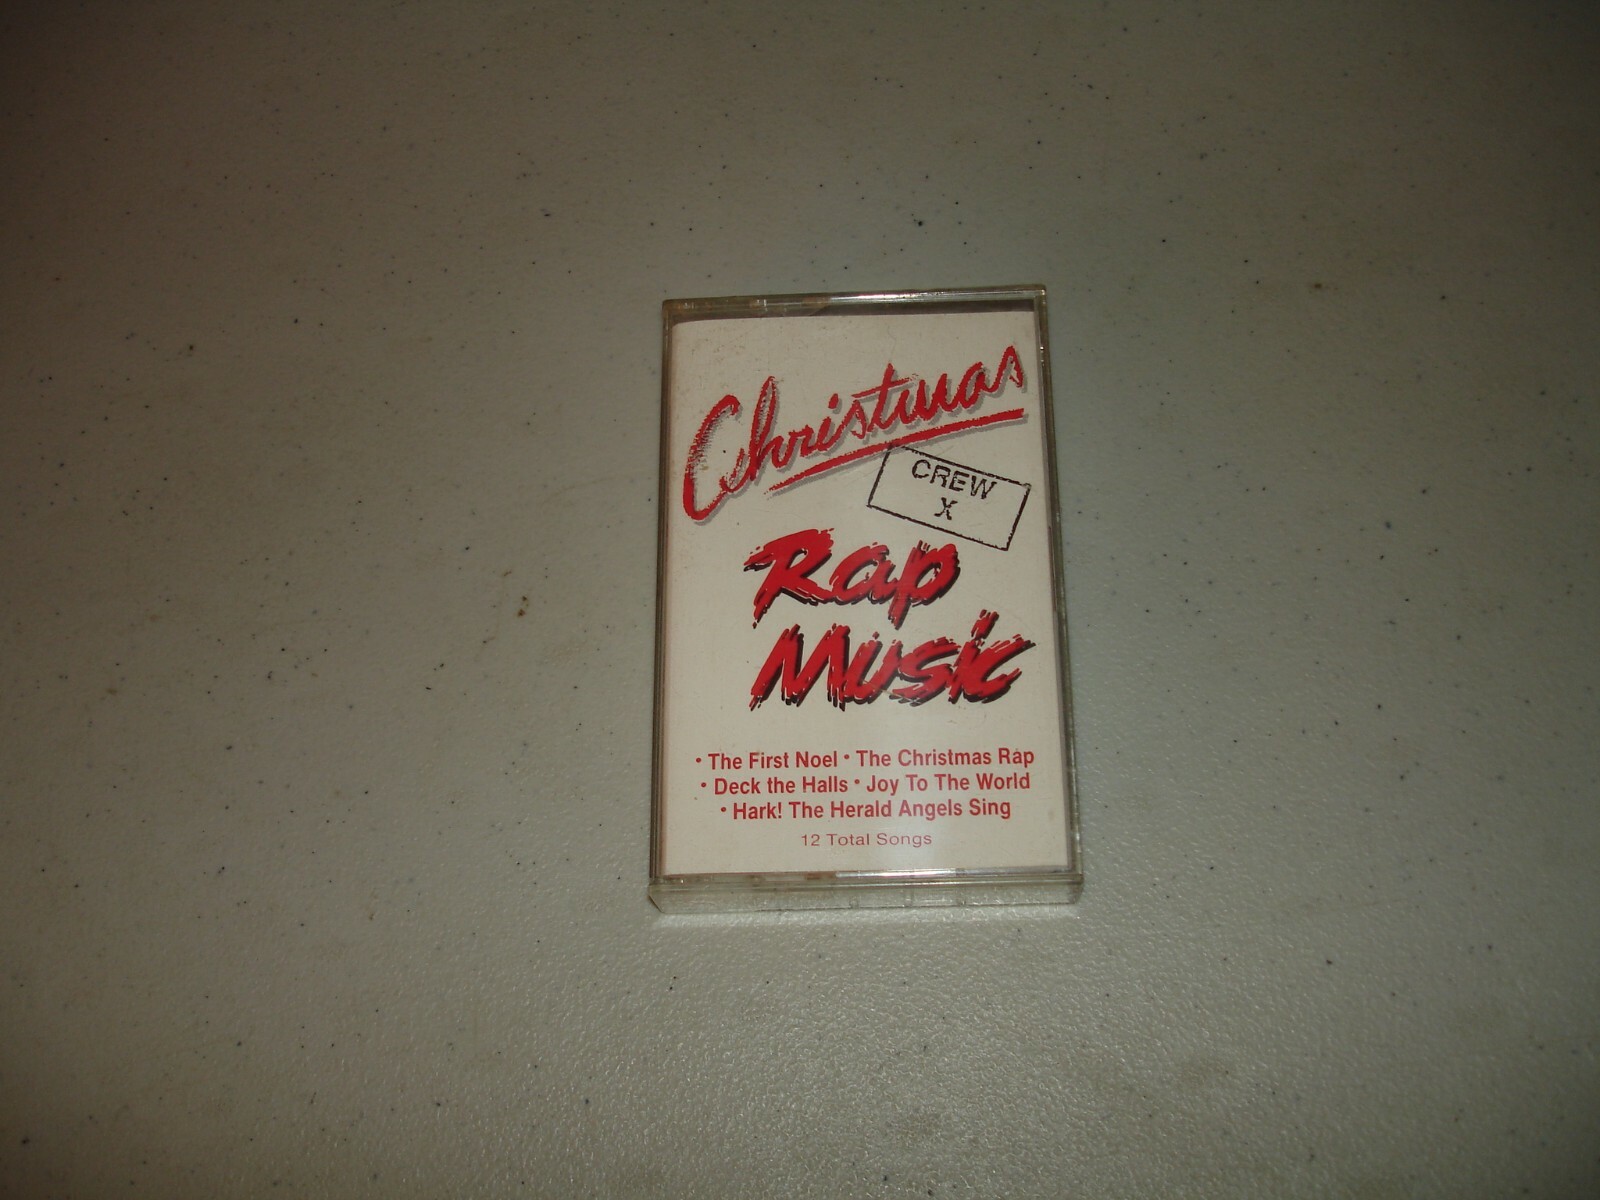 Christmas
CREW
X
Rap
Music
• The First Noel • The Christmas Rap
• Deck the Halls • Joy To The World
• Hark! The Herald Angels Sing
12 Total Songs